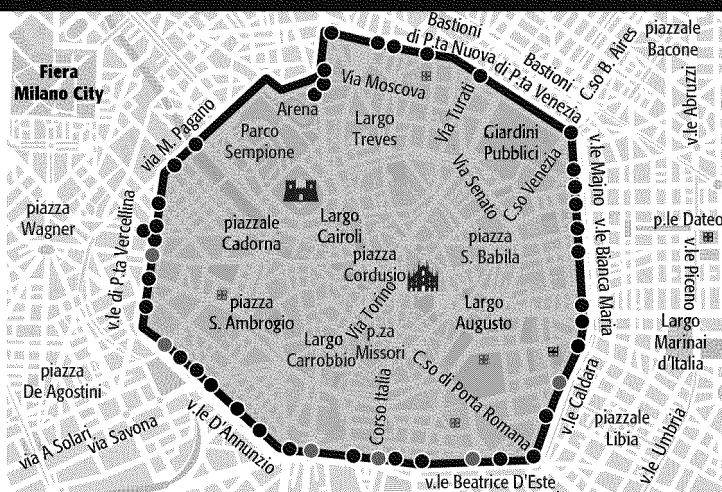 Bastioni
di P.ta Nuova
Bastioni
di P.ta Venezia
C.so B. Aires
piazzale
Bacone
Fiera
Milano City
via M. Pagano
Arena
Via Moscova
Via Turati
v.le Abruzzi
Parco
Sempione
Largo
Treves
Giardini
Pubblici
Via Senato
C.so Venezia
v.le Majno
piazza
Wagner
v.le di P.ta Vercellina
piazzale
Cadorna
Largo
Cairoli
piazza
Cordusio
piazza
S. Babila
p.le Dateo
v.le Bianca Maria
v.le Piceno
piazza
S. Ambrogio
Via Torino
Largo
Augusto
Largo
Carrobbio
p.za
Missori
Largo
Marinai
d'Italia
piazza
De Agostini
Corso Italia
C.so di Porta Romana
v.le Caldara
via A Solari
via Savona
v.le D'Annunzio
piazzale
Libia
v.le Umbria
v.le Beatrice D'Este